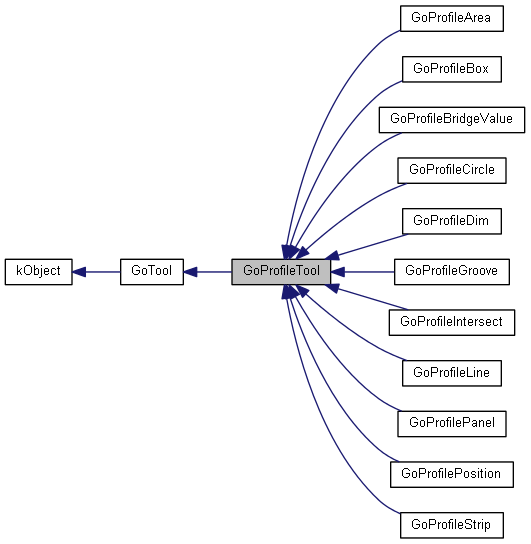 GoProfileArea
GoProfileBox
GoProfileBridgeValue
GoProfileCircle
GoProfileDim
kObject
GoTool
GoProfileTool
GoProfileGroove
GoProfileIntersect
GoProfileLine
GoProfilePanel
GoProfilePosition
GoProfileStrip